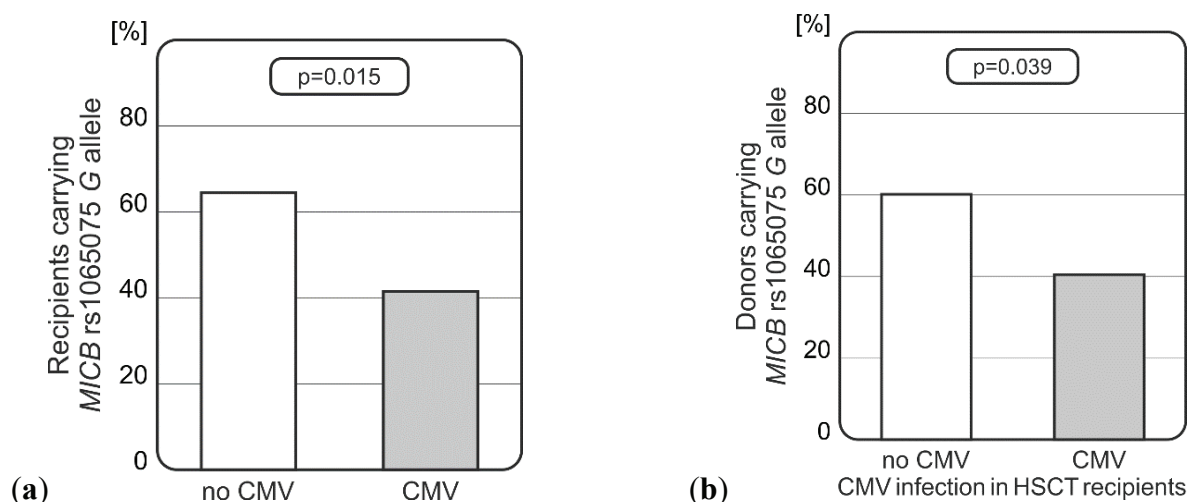 [%]
p=0.015
Recipients carrying
MICB rs1065075 G allele
80
60
40
20
0
no CMV CMV
(a)
[%]
p=0.039
Donors carrying
MICB rs1065075 G allele
80
60
40
20
0
no CMV CMV
CMV infection in HSCT recipients
(b)